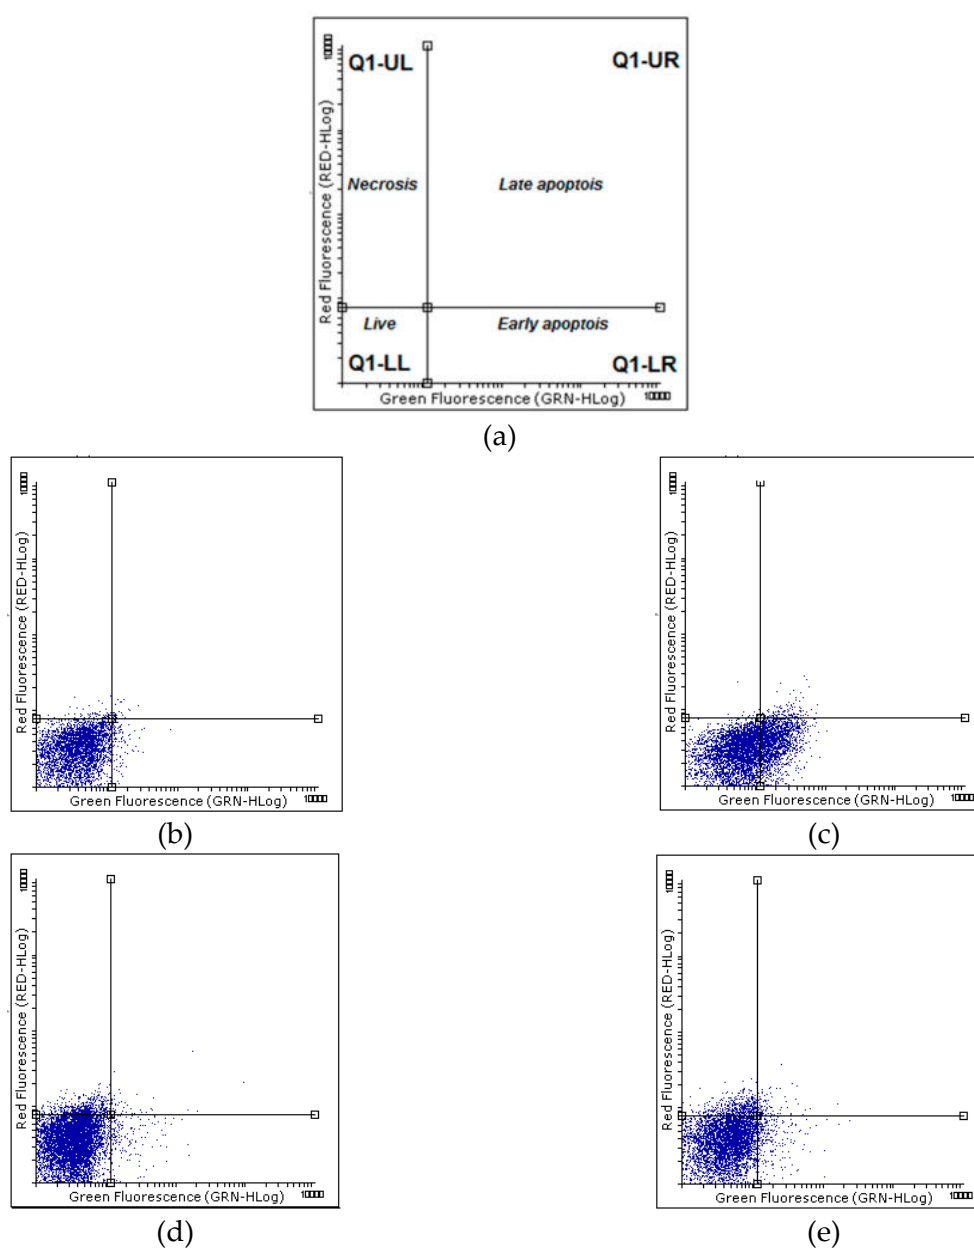 Q1-UL
Q1-UR
Red Fluorescence (RED-HLog)
Necrosis
Late apoptois
Live
Early apoptois
Q1-LL
Q1-LR
Green Fluorescence (GRN-HLog)
(a)
Red Fluorescence (RED-HLog)
Green Fluorescence (GRN-HLog)
(b)
Red Fluorescence (RED-HLog)
Green Fluorescence (GRN-HLog)
(c)
Red Fluorescence (RED-HLog)
Green Fluorescence (GRN-HLog)
(d)
Red Fluorescence (RED-HLog)
Green Fluorescence (GRN-HLog)
(e)